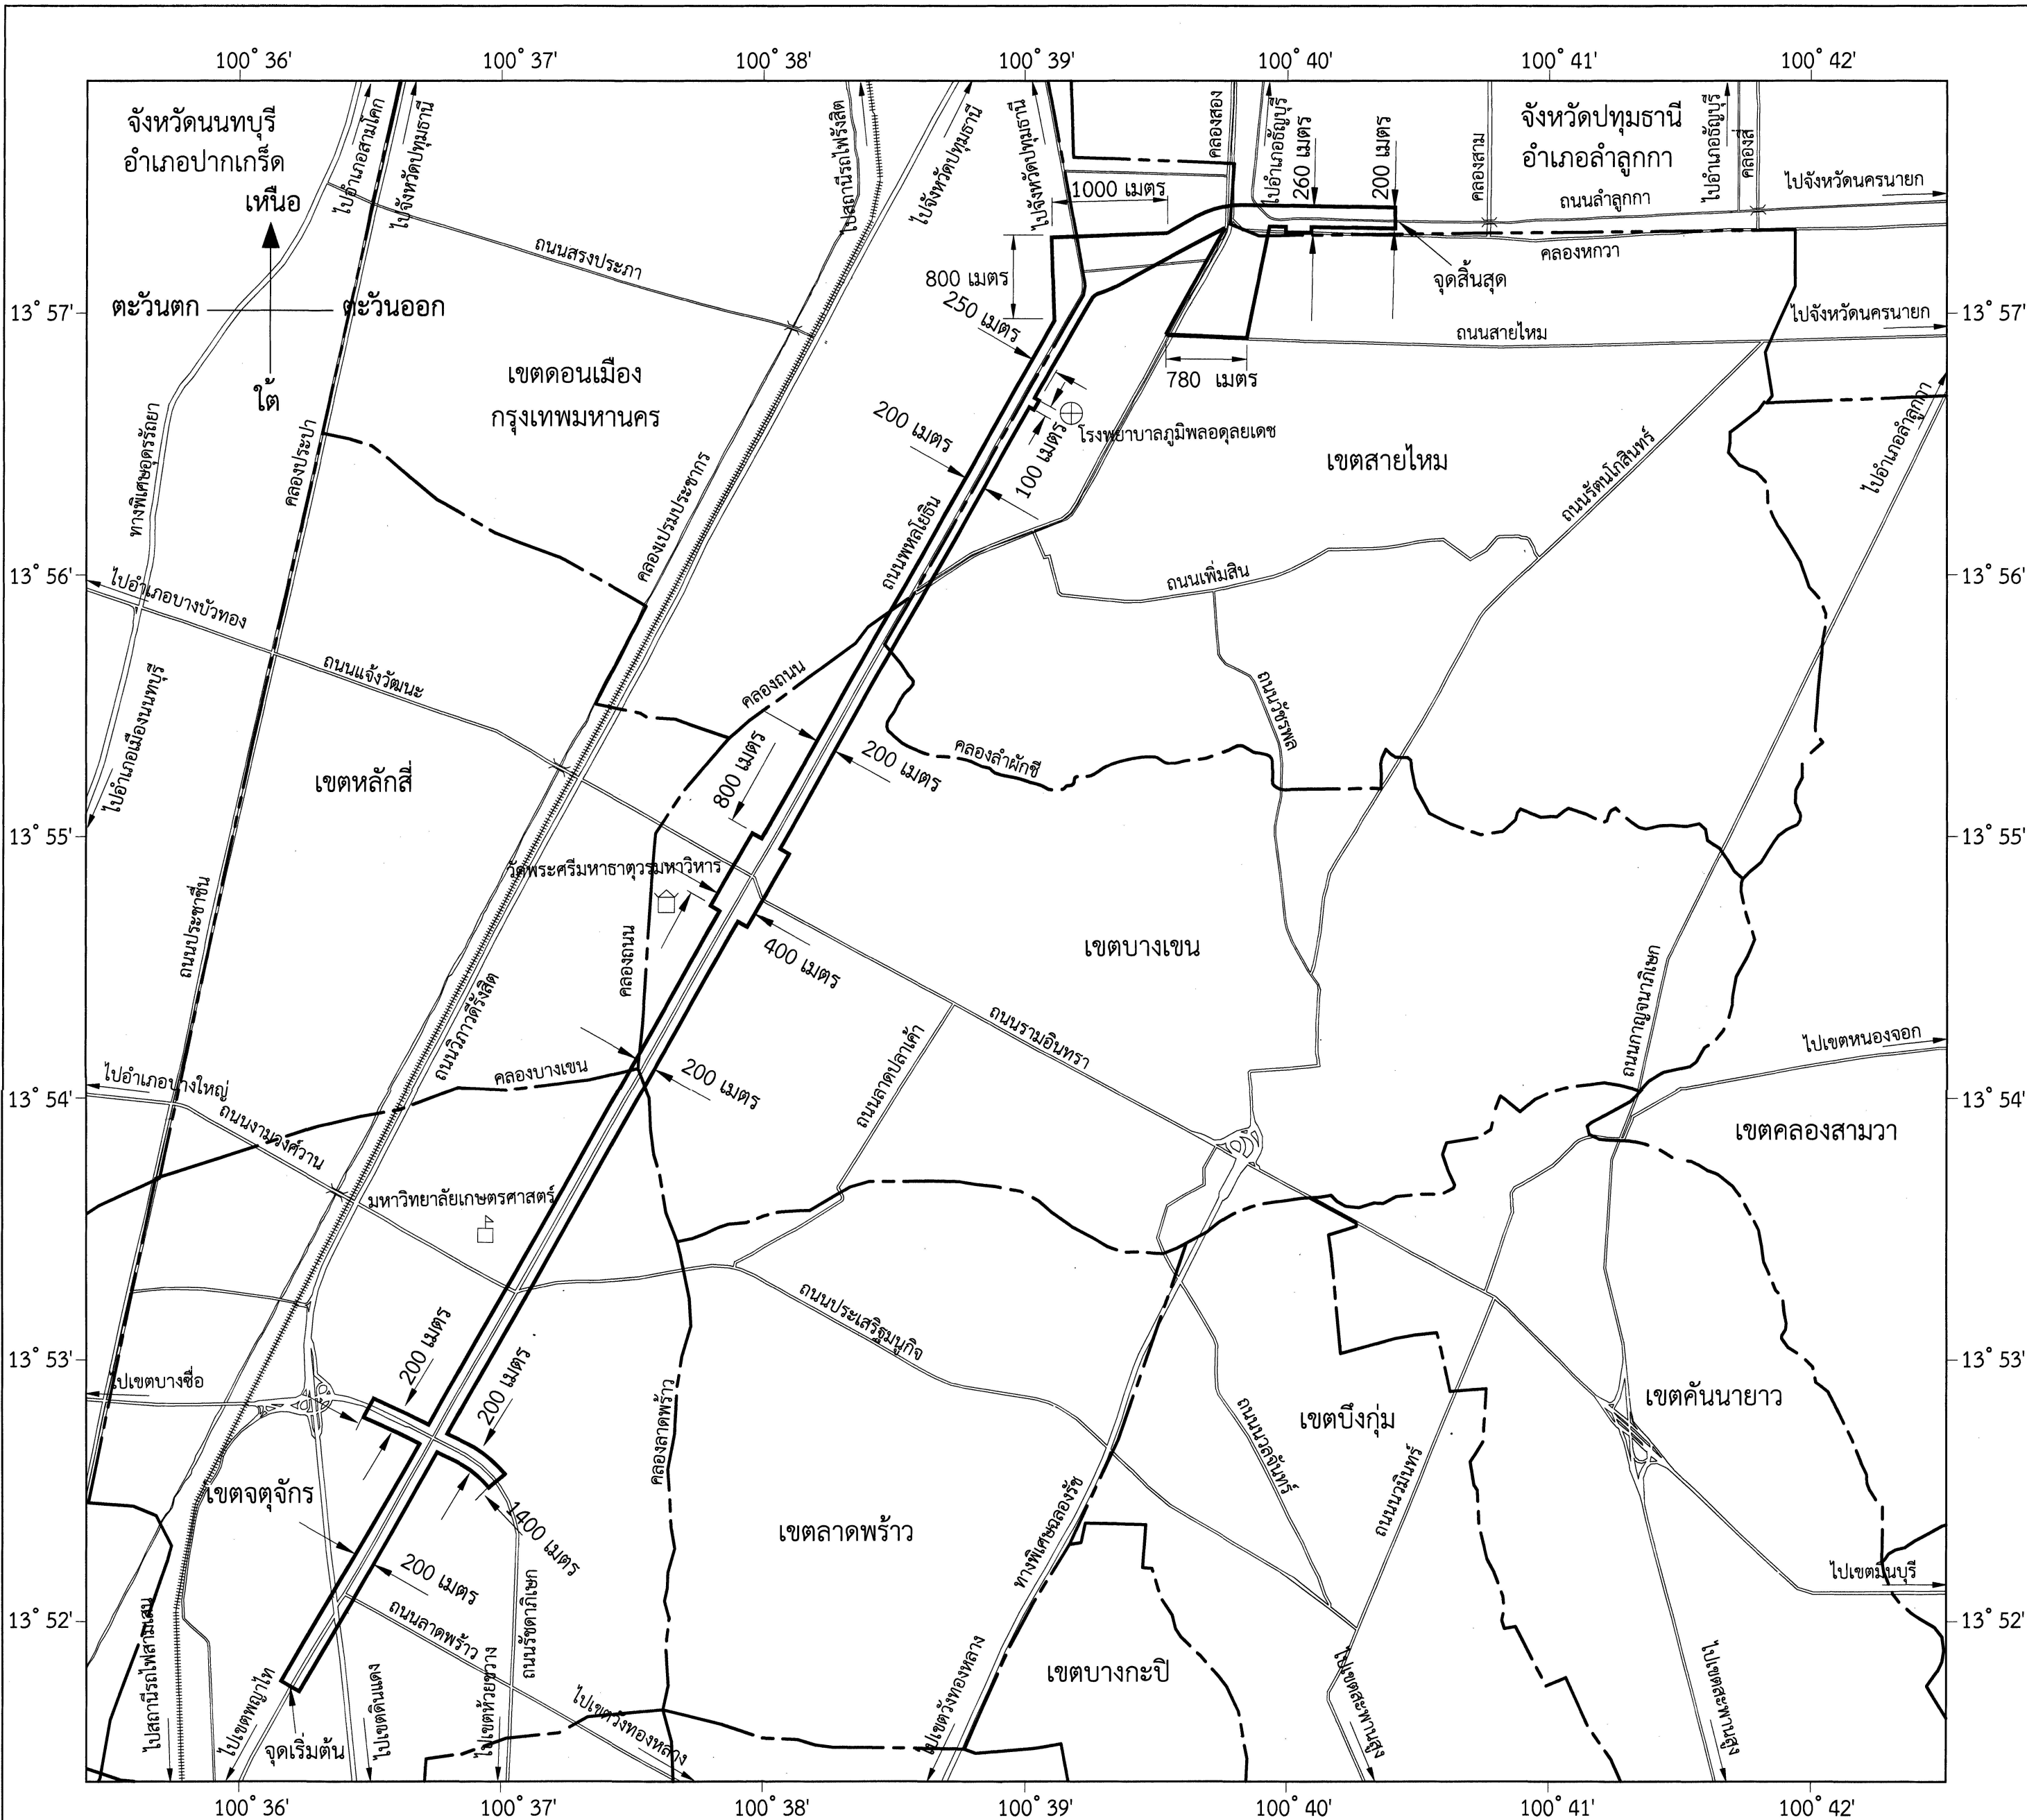 100° 36'
100° 37'
100° 38'
100° 39'
100° 40'
100° 41'
100° 42'
จังหวัดนนทบุรี
อำเภอปากเกร็ด
ไปอำเภอสามโคก
ไปจังหวัดปทุมธานี
ไปสถานีรถไฟรังสิต
ไปจังหวัดปทุมธานี
ไปจังหวัดปทุมธานี
คลองสอง
ไปอำเภอธัญบุรี
260 เมตร
200 เมตร
คลองสาม
จังหวัดปทุมธานี
อำเภอลำลูกกา
ไปอำเภอธัญบุรี
คลองสี่
ไปจังหวัดนครนายก
ถนนลำลูกกา
1000 เมตร
เหนือ
ตะวันตก
ตะวันออก
ใต้
ถนนสรงประภา
800 เมตร
250 เมตร
คลองหกวา
จุดสิ้นสุด
13° 57'
13° 57'
ไปจังหวัดนครนายก
ถนนสายไหม
780 เมตร
เขตดอนเมือง
กรุงเทพมหานคร
ทางพิเศษอุดรรัถยา
คลองประปา
คลองเปรมประชากร
200 เมตร
100 เมตร
โรงพยาบาลภูมิพลอดุลยเดช
เขตสายไหม
ถนนรัตนโกสินทร์
ไปอำเภอลำลูกกา
ถนนพหลโยธิน
13° 56'
13° 56'
ไปอำเภอบางบัวทอง
ถนนเพิ่มสิน
ถนนแจ้งวัฒนะ
ไปอำเภอเมืองนนทบุรี
คลองถนน
ถนนวัชรพล
800 เมตร
200 เมตร
คลองลำผักชี
เขตหลักสี่
13° 55'
13° 55'
วัดพระศรีมหาธาตุวรมหาวิหาร
ถนนประชาชื่น
คลองถนน
400 เมตร
เขตบางเขน
ถนนวิภาวดีรังสิต
ถนนรามอินทรา
ถนนลาดปลาเค้า
ถนนกาญจนาภิเษก
ไปเขตหนองจอก
คลองบางเขน
200 เมตร
ไปอำเภอบางใหญ่
13° 54'
13° 54'
ถนนงามวงศ์วาน
เขตคลองสามวา
มหาวิทยาลัยเกษตรศาสตร์
ถนนประเสริฐมนูกิจ
200 เมตร
200 เมตร
13° 53'
13° 53'
ไปเขตบางซื่อ
เขตคันนายาว
เขตบึงกุ่ม
ถนนนวลจันทร์
ถนนนวมินทร์
คลองลาดพร้าว
เขตจตุจักร
1400 เมตร
เขตลาดพร้าว
ทางพิเศษฉลองรัช
200 เมตร
ไปเขตมีนบุรี
13° 52'
13° 52'
ถนนลาดพร้าว
ถนนรัชดาภิเษก
ไปสถานีรถไฟสามเสน
ไปเขตพญาไท
จุดเริ่มต้น
ไปเขตดินแดง
ไปเขตห้วยขวาง
ไปเขตวังทองหลาง
ไปเขตวังทองหลาง
เขตบางกะปิ
ไปเขตสะพานสูง
ไปเขตสะพานสูง
100° 36'
100° 37'
100° 38'
100° 39'
100° 40'
100° 41'
100° 42'